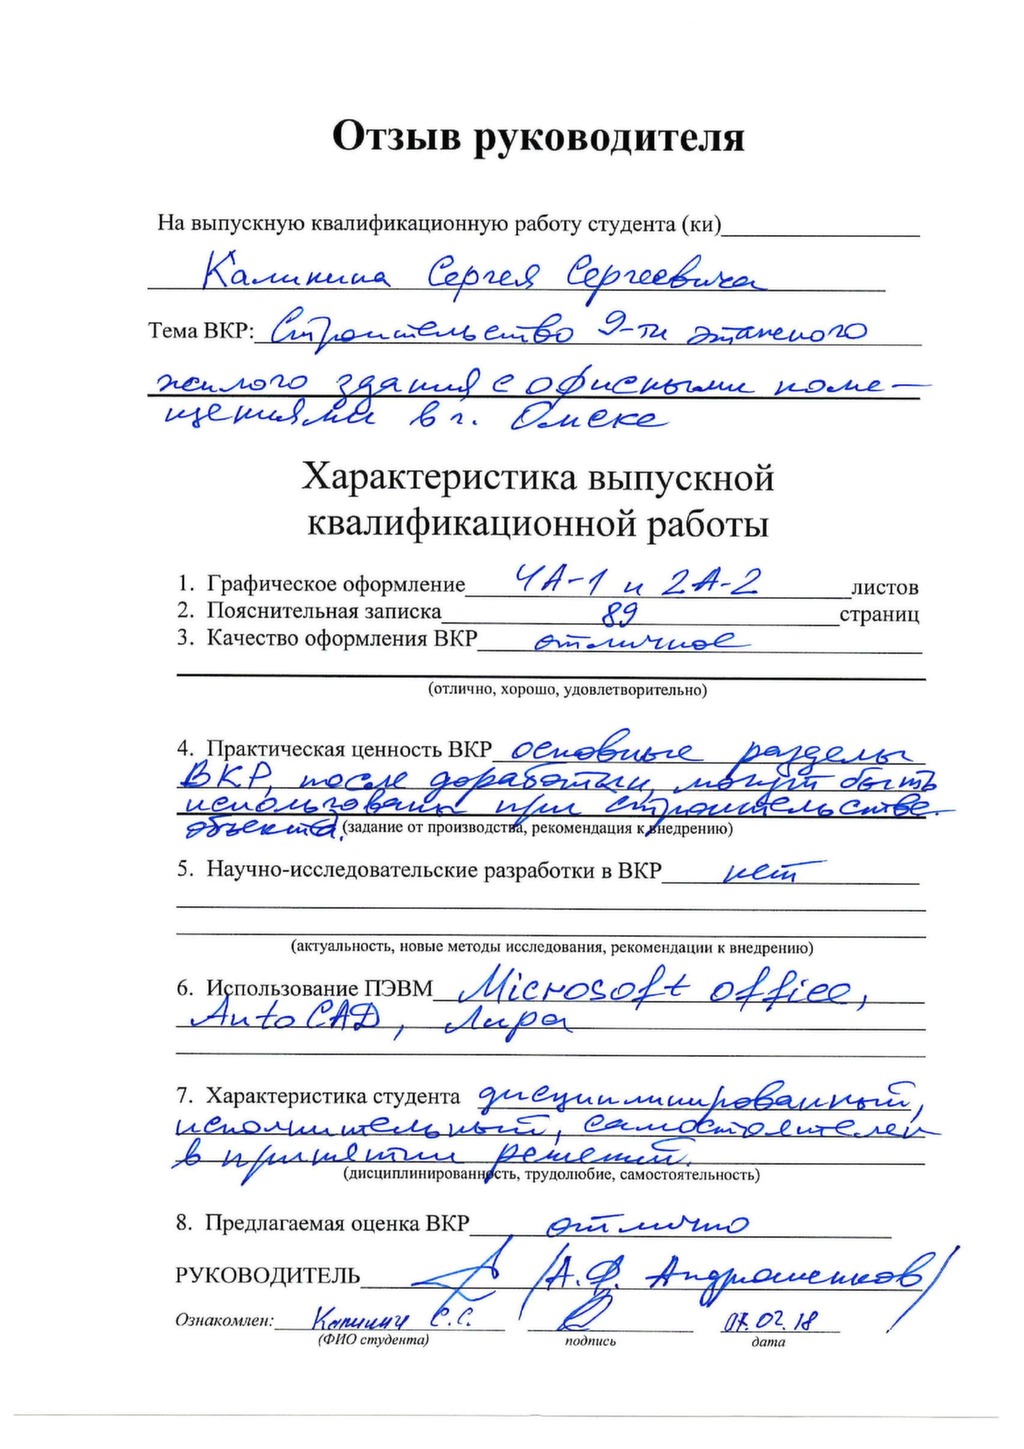 Отзыв руководителя
На выпускную квалификационную работу студента (ки)
Калинина Сергея Сергеевича
Тема ВКР: Строительство 9-ти этажного
жилого здания с офисными поме-
щениями в г. Омске
Характеристика выпускной
квалификационной работы
1. Графическое оформление 4А-1 и 2А-2 листов
2. Пояснительная записка 89 страниц
3. Качество оформления ВКР отличное
(отлично, хорошо, удовлетворительно)
4. Практическая ценность ВКР основные разделы
ВКР, после доработки, могут быть
использованы при строительстве
объекта. (задание от производства, рекомендация к внедрению)
5. Научно-исследовательские разработки в ВКР нет
(актуальность, новые методы исследования, рекомендации к внедрению)
6. Использование ПЭВМ Microsoft office,
AutoCAD, Лира
7. Характеристика студента дисциплинированный,
исполнительный, самостоятелен
в принятии решений.
(дисциплинированность, трудолюбие, самостоятельность)
8. Предлагаемая оценка ВКР отлично
РУКОВОДИТЕЛЬ /А.Ф. Андрюшенков/
Ознакомлен: Калинин С.С. 07.02.18
(ФИО студента) подпись дата